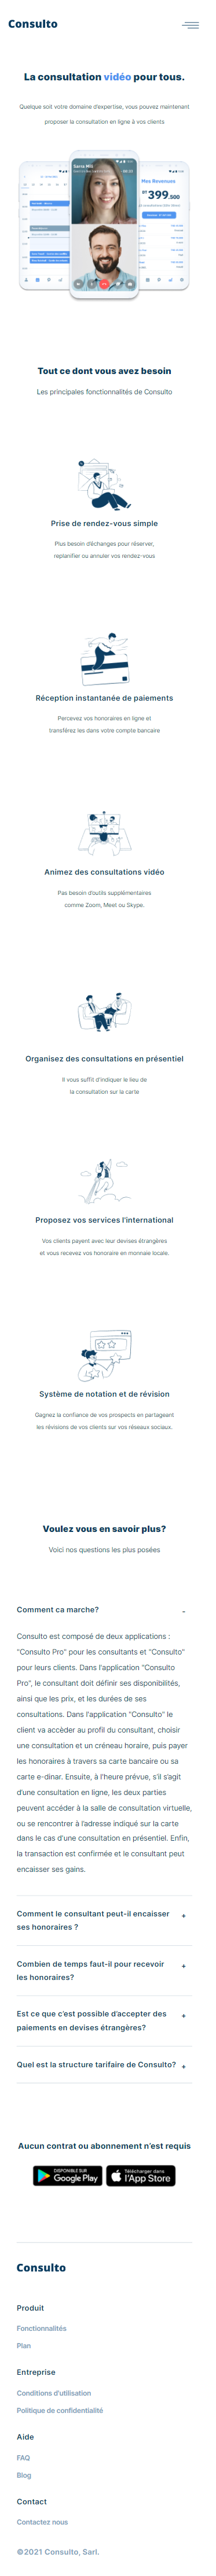 Consulto
La consultation vidéo pour tous.
Quelque soit votre domaine d'expertise, vous pouvez maintenant
proposer la consultation en ligne à vos clients
Sara Mili
Mes Revenues
399.500
Tout ce dont vous avez besoin
Les principales fonctionnalités de Consulto
Prise de rendez-vous simple
Plus besoin d'échanges pour réserver,
replanifier ou annuler vos rendez-vous
Réception instantanée de paiements
Percevez vos honoraires en ligne et
transférez les dans votre compte bancaire
Animez des consultations vidéo
Pas besoin d'outils supplémentaires
comme Zoom, Meet ou Skype.
Organisez des consultations en présentiel
Il vous suffit d'indiquer le lieu de
la consultation sur la carte
Proposez vos services l'international
Vos clients payent avec leur devises étrangères
et vous recevez vos honoraire en monnaie locale.
Système de notation et de révision
Gagnez la confiance de vos prospects en partageant
les révisions de vos clients sur vos réseaux sociaux.
Voulez vous en savoir plus?
Voici nos questions les plus posées
Comment ca marche? -
Consulto est composé de deux applications :
"Consulto Pro" pour les consultants et "Consulto"
pour leurs clients. Dans l'application "Consulto
Pro", le consultant doit définir ses disponibilités,
ainsi que les prix, et les durées de ses
consultations. Dans l'application "Consulto" le
client va accèder au profil du consultant, choisir
une consultation et un créneau horaire, puis payer
les honoraires à travers sa carte bancaire ou sa
carte e-dinar. Ensuite, à l'heure prévue, s'il s'agit
d'une consultation en ligne, les deux parties
peuvent accéder à la salle de consultation virtuelle,
ou se rencontrer à l'adresse indiqué sur la carte
dans le cas d'une consultation en présentiel. Enfin,
la transaction est confirmée et le consultant peut
encaisser ses gains.
Comment le consultant peut-il encaisser +
ses honoraires ?
Combien de temps faut-il pour recevoir +
les honoraires?
Est ce que c'est possible d'accepter des +
paiements en devises étrangères?
Quel est la structure tarifaire de Consulto? +
Aucun contrat ou abonnement n'est requis
DISPONIBLE SUR
Google Play
Télécharger dans
l'App Store
Consulto
Produit
Fonctionnalités
Plan
Entreprise
Conditions d'utilisation
Politique de confidentialité
Aide
FAQ
Blog
Contact
Contactez nous
©2021 Consulto, Sarl.